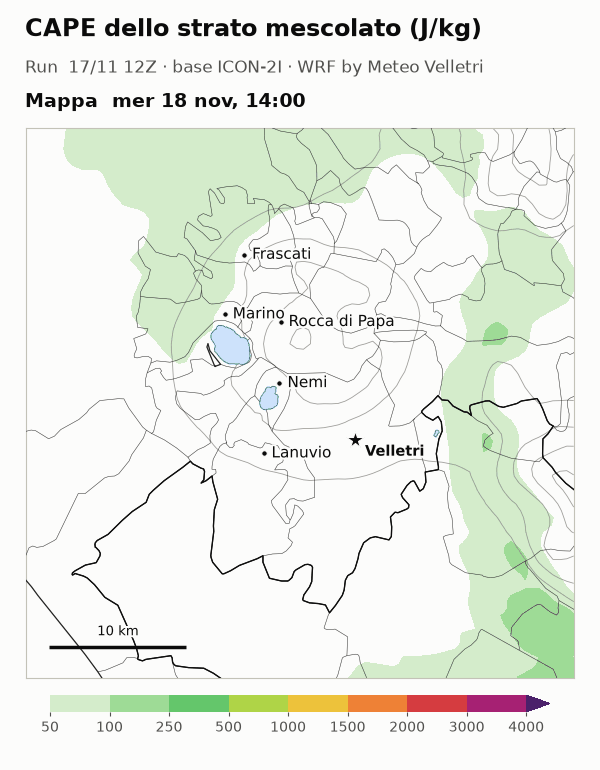 CAPE dello strato mescolato (J/kg)
Run 17/11 12Z · base ICON-2I · WRF by Meteo Velletri
Mappa mer 18 nov, 14:00
Frascati
Marino
Rocca di Papa
Nemi
Velletri
Lanuvio
10 km
50 100 250 500 1000 1500 2000 3000 4000